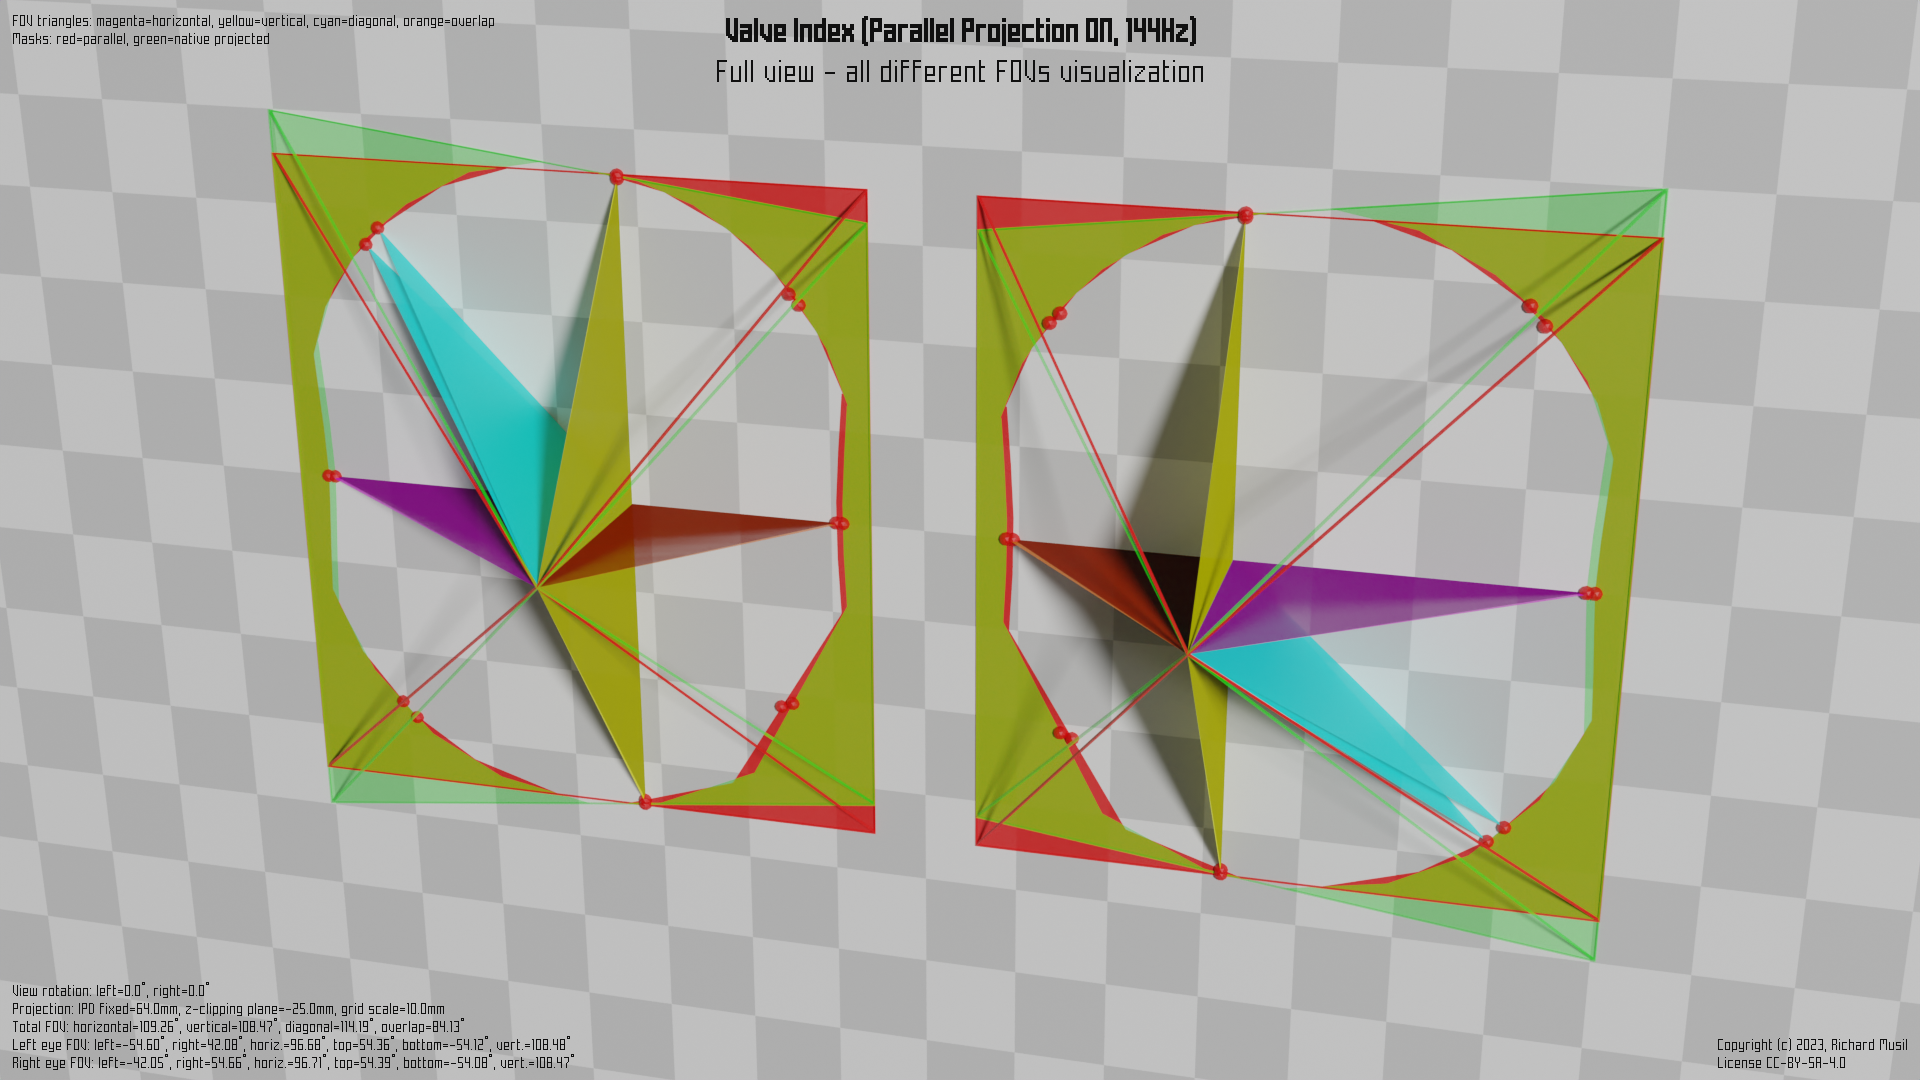 FOV triangles: magenta=horizontal, yellow=vertical, cyan=diagonal, orange=overlap
Masks: red=parallel, green=native projected
Valve Index (Parallel Projection ON, 144Hz)
Full view - all different FOVs visualization
View rotation: left=0.0°, right=0.0°
Projection: IPD fixed=64.0mm, z-clipping plane=-25.0mm, grid scale=10.0mm
Total FOV: horizontal=109.26°, vertical=108.47°, diagonal=114.19°, overlap=84.13°
Left eye FOV: left=-54.60°, right=42.08°, horiz.=96.68°, top=54.36°, bottom=-54.12°, vert.=108.48°
Right eye FOV: left=-42.05°, right=54.66°, horiz.=96.71°, top=54.39°, bottom=-54.08°, vert.=108.47°
Copyright (c) 2023, Richard Musil
License CC-BY-SA-4.0